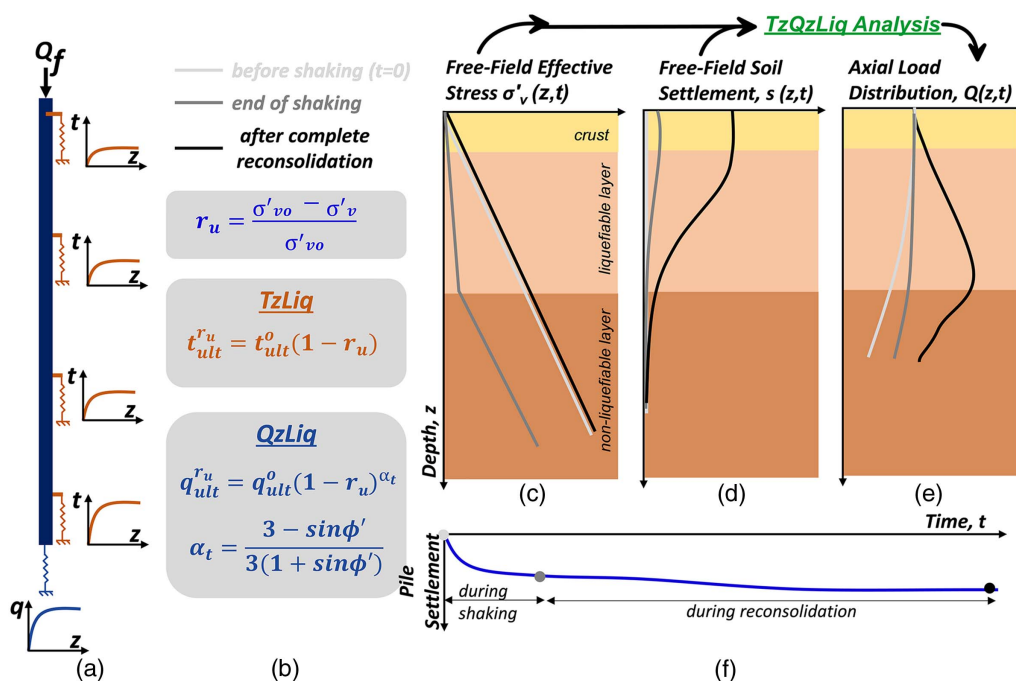 Q_f
t
z
t
z
t
z
t
z
q
z
(a)
before shaking (t=0)
end of shaking
after complete
reconsolidation
r_u = (σ'_vo − σ'_v) / σ'_vo
TzLiq
t_ult^{r_u} = t_ult^o (1 − r_u)
QzLiq
q_ult^{r_u} = q_ult^o (1 − r_u)^{α_t}
α_t = (3 − sinϕ') / (3(1 + sinϕ'))
(b)
TzQzLiq Analysis
Free-Field Effective
Stress σ'_v (z,t)
Free-Field Soil
Settlement, s (z,t)
Axial Load
Distribution, Q(z,t)
crust
liquefiable layer
non-liquefiable layer
Depth, z
(c)
(d)
(e)
Time, t
Pile
Settlement
during
shaking
during reconsolidation
(f)